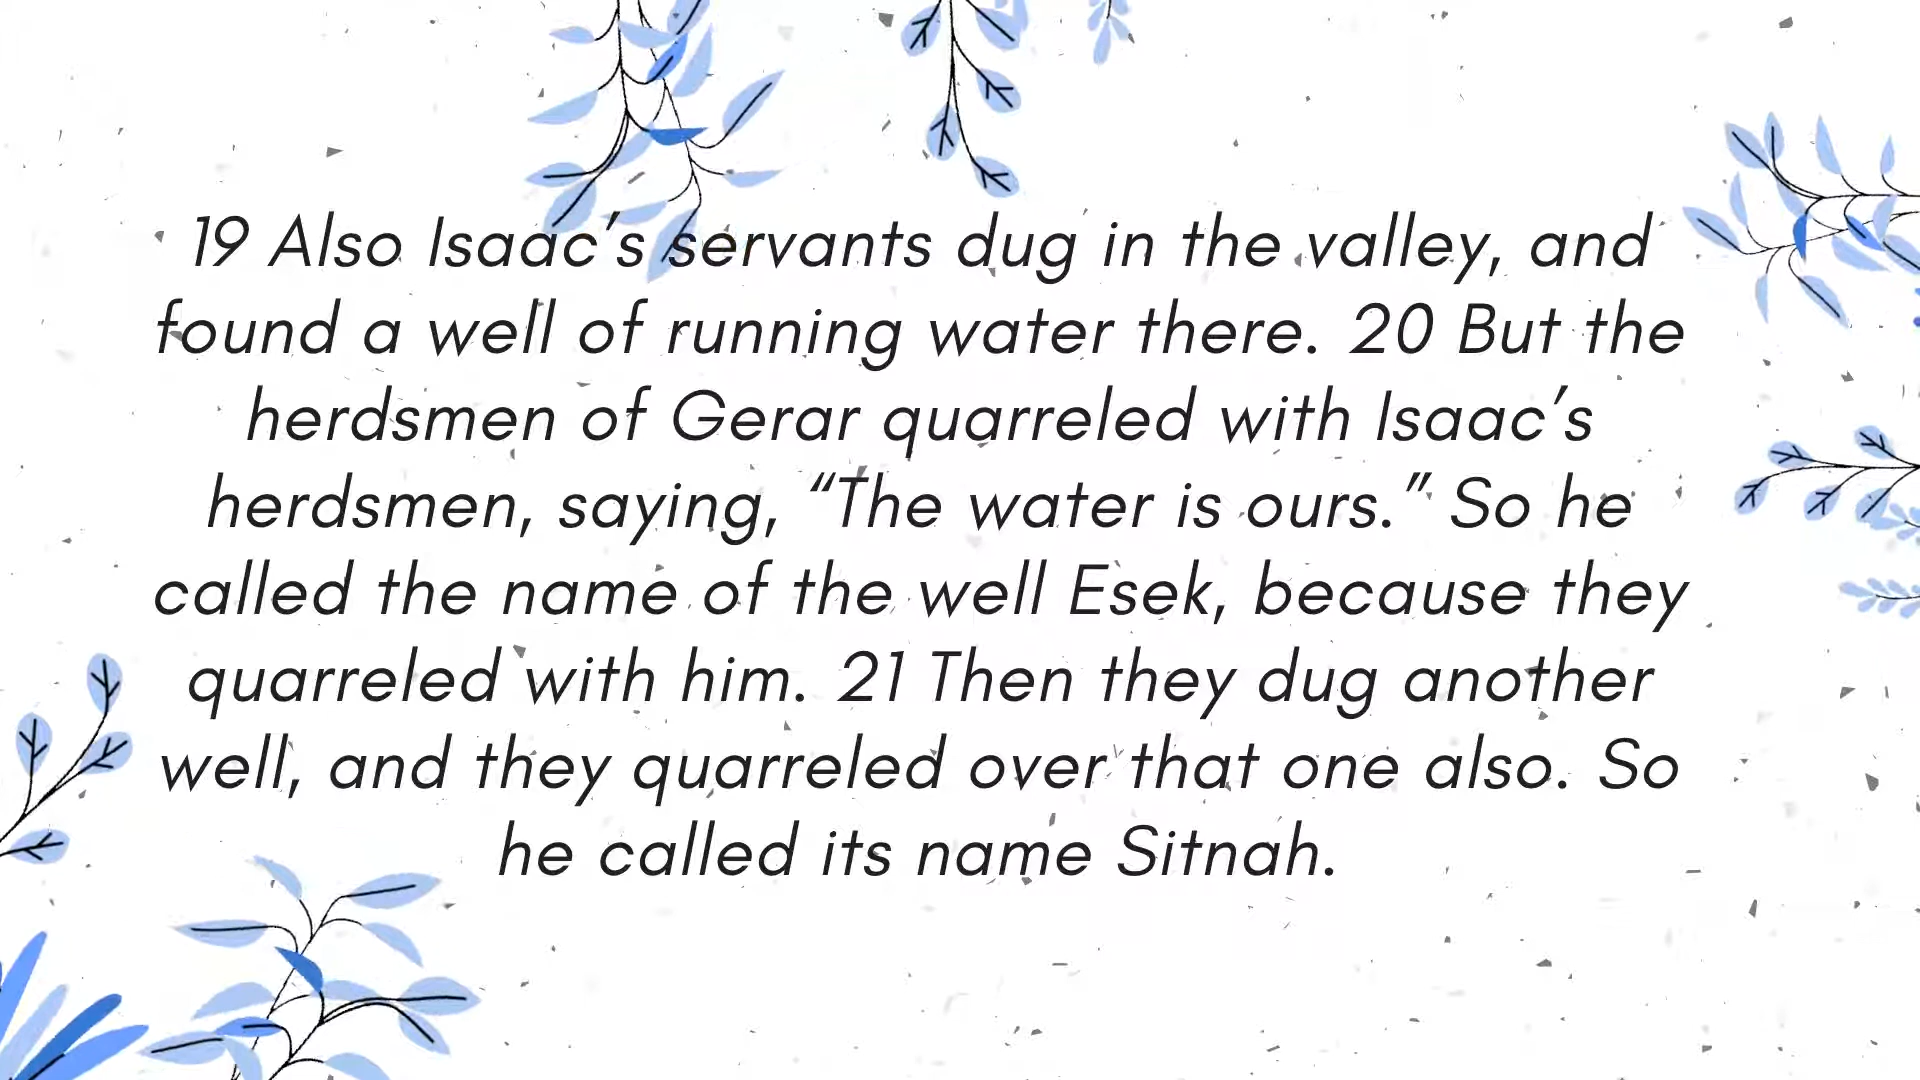 19 Also Isaac’s servants dug in the valley, and
found a well of running water there. 20 But the
herdsmen of Gerar quarreled with Isaac’s
herdsmen, saying, “The water is ours.” So he
called the name of the well Esek, because they
quarreled with him. 21 Then they dug another
well, and they quarreled over that one also. So
he called its name Sitnah.